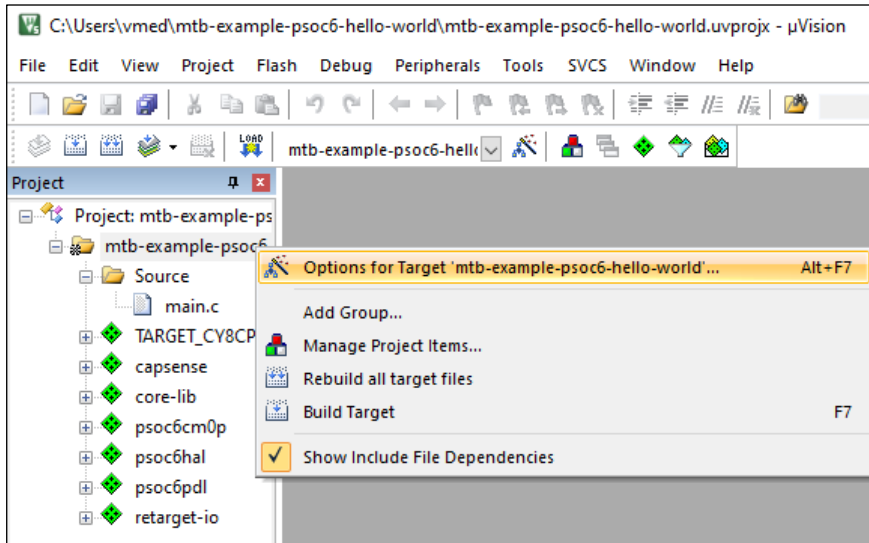 C:\Users\vmed\mtb-example-psoc6-hello-world\mtb-example-psoc6-hello-world.uvprojx - µVision
File Edit View Project Flash Debug Peripherals Tools SVCS Window Help
LOAD
mtb-example-psoc6-hello
Project
Project: mtb-example-ps
mtb-example-psoc6
Options for Target 'mtb-example-psoc6-hello-world'... Alt+F7
Source
main.c
Add Group...
TARGET_CY8CP
Manage Project Items...
capsense
Rebuild all target files
core-lib
Build Target F7
psoc6cm0p
psoc6hal
Show Include File Dependencies
psoc6pdl
retarget-io